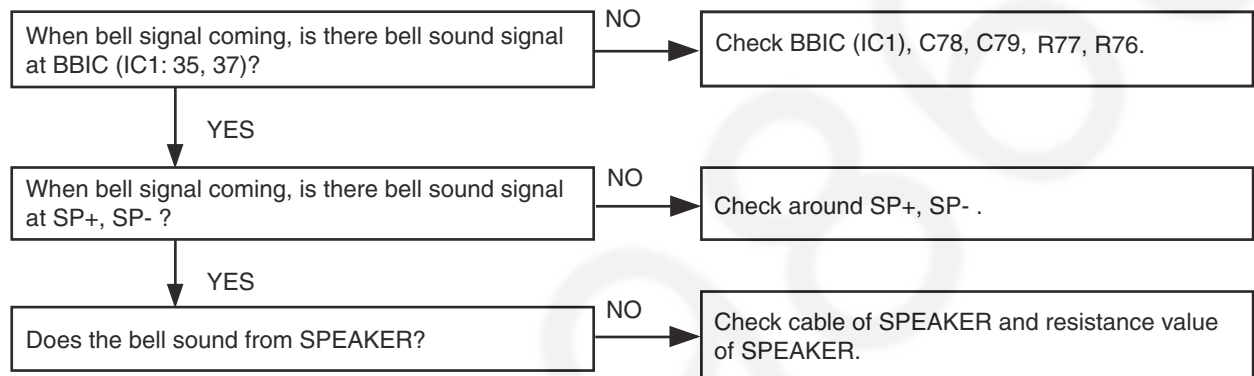 When bell signal coming, is there bell sound signal
at BBIC (IC1: 35, 37)?
NO
Check BBIC (IC1), C78, C79, R77, R76.
YES
When bell signal coming, is there bell sound signal
at SP+, SP- ?
NO
Check around SP+, SP- .
YES
Does the bell sound from SPEAKER?
NO
Check cable of SPEAKER and resistance value
of SPEAKER.